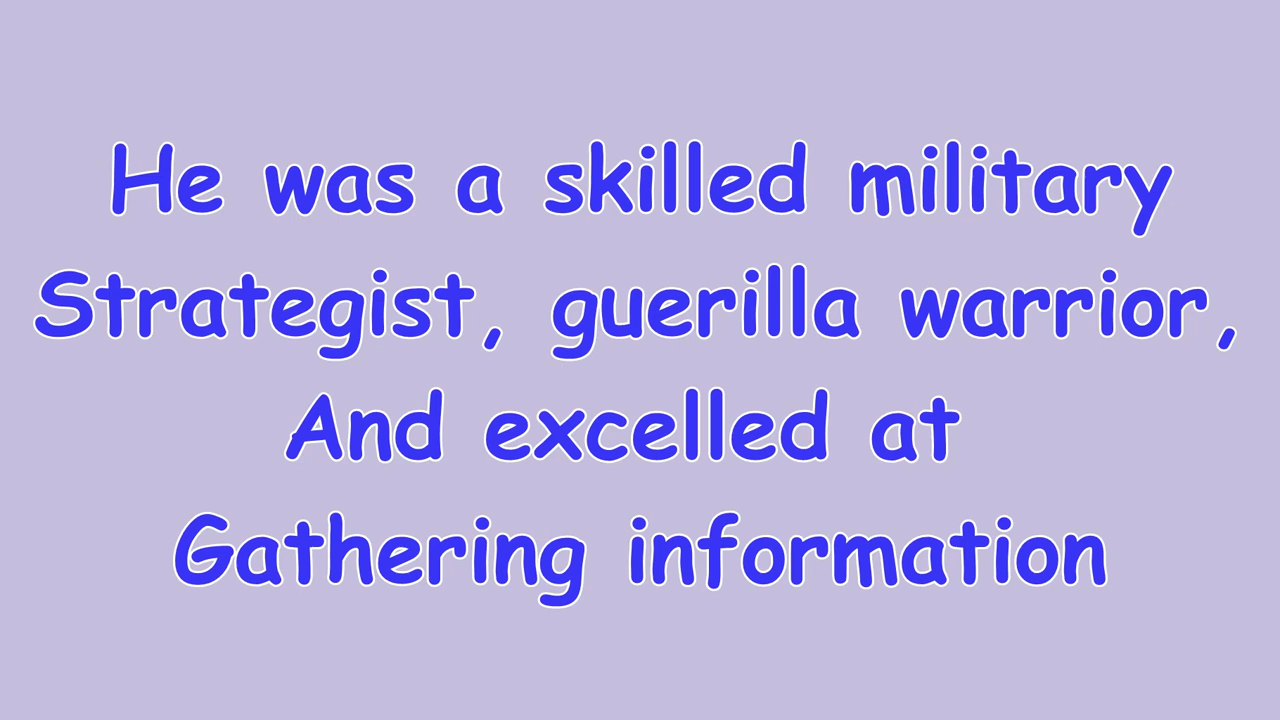 He was a skilled military
Strategist, guerilla warrior,
And excelled at
Gathering information